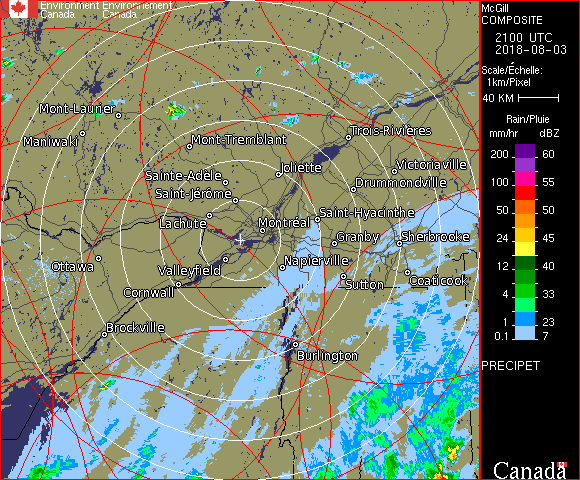 Environment Environnement
Canada Canada
McGill
COMPOSITE
2100 UTC
2018-08-03
Scale/Échelle:
1km/Pixel
40 KM
Rain/Pluie
mm/hr dBZ
200 60
100 55
50 50
24 45
12 40
4 33
1 23
0.1 7
PRECIPET
Canada
Mont-Laurier
Maniwaki
Mont-Tremblant
Trois-Rivières
Sainte-Adèle
Joliette
Victoriaville
Saint-Jérôme
Drummondville
Lachute
Montréal
Saint-Hyacinthe
Granby
Sherbrooke
Ottawa
Valleyfield
Napierville
Cornwall
Sutton
Coaticook
Brockville
Burlington